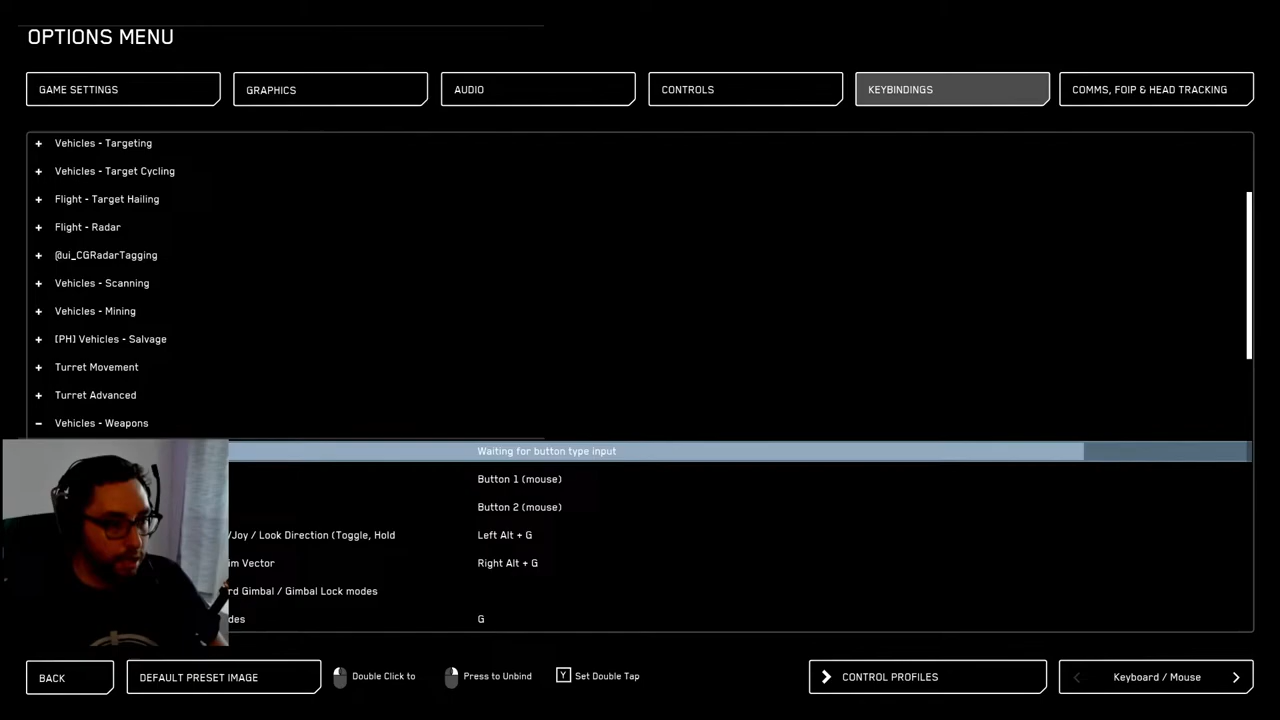 OPTIONS MENU
GAME SETTINGS
GRAPHICS
AUDIO
CONTROLS
KEYBINDINGS
COMMS, FOIP & HEAD TRACKING
+ Vehicles - Targeting
+ Vehicles - Target Cycling
+ Flight - Target Hailing
+ Flight - Radar
+ @ui_CGRadarTagging
+ Vehicles - Scanning
+ Vehicles - Mining
+ [PH] Vehicles - Salvage
+ Turret Movement
+ Turret Advanced
- Vehicles - Weapons
Waiting for button type input
Button 1 (mouse)
Button 2 (mouse)
/Joy / Look Direction (Toggle, Hold Left Alt + G
im Vector Right Alt + G
rd Gimbal / Gimbal Lock modes
des G
BACK
DEFAULT PRESET IMAGE
Double Click to
Press to Unbind
Y Set Double Tap
> CONTROL PROFILES
< Keyboard / Mouse >